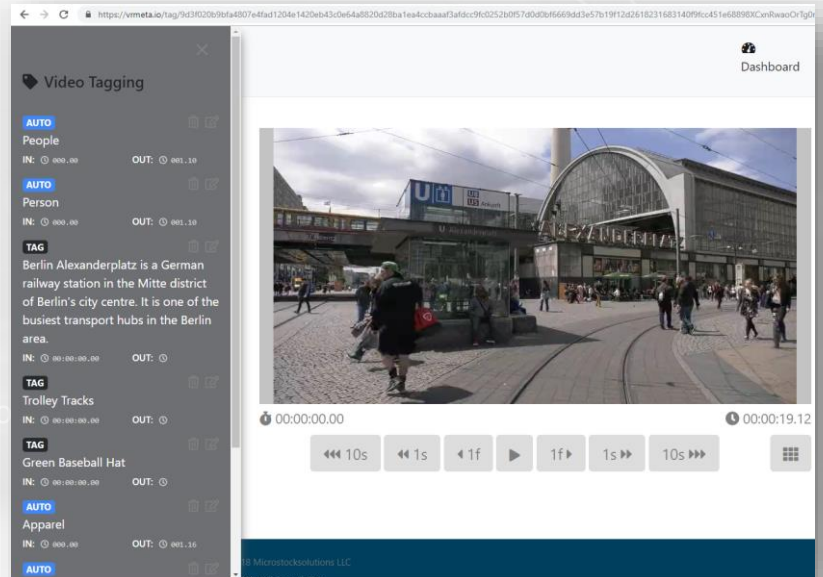 Video Tagging
AUTO
People
IN: 000.00 OUT: 001.10
AUTO
Person
IN: 000.00 OUT: 001.10
TAG
Berlin Alexanderplatz is a German
railway station in the Mitte district
of Berlin's city centre. It is one of the
busiest transport hubs in the Berlin
area.
IN: 00:00:00.00 OUT:
TAG
Trolley Tracks
IN: 00:00:00.00 OUT:
TAG
Green Baseball Hat
IN: 00:00:00.00 OUT:
AUTO
Apparel
IN: 000.00 OUT: 001.16
AUTO
Dashboard
U
ALEXANDERPLATZ
00:00:00.00
00:00:19.12
10s 1s 1f 1f 1s 10s
18 Microstocksolutions LLC